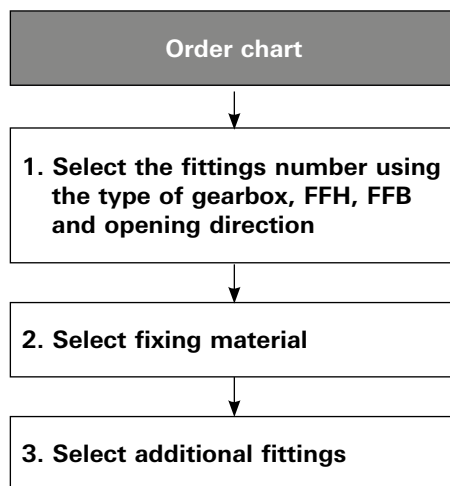 Order chart
1. Select the fittings number using
the type of gearbox, FFH, FFB
and opening direction
2. Select fixing material
3. Select additional fittings